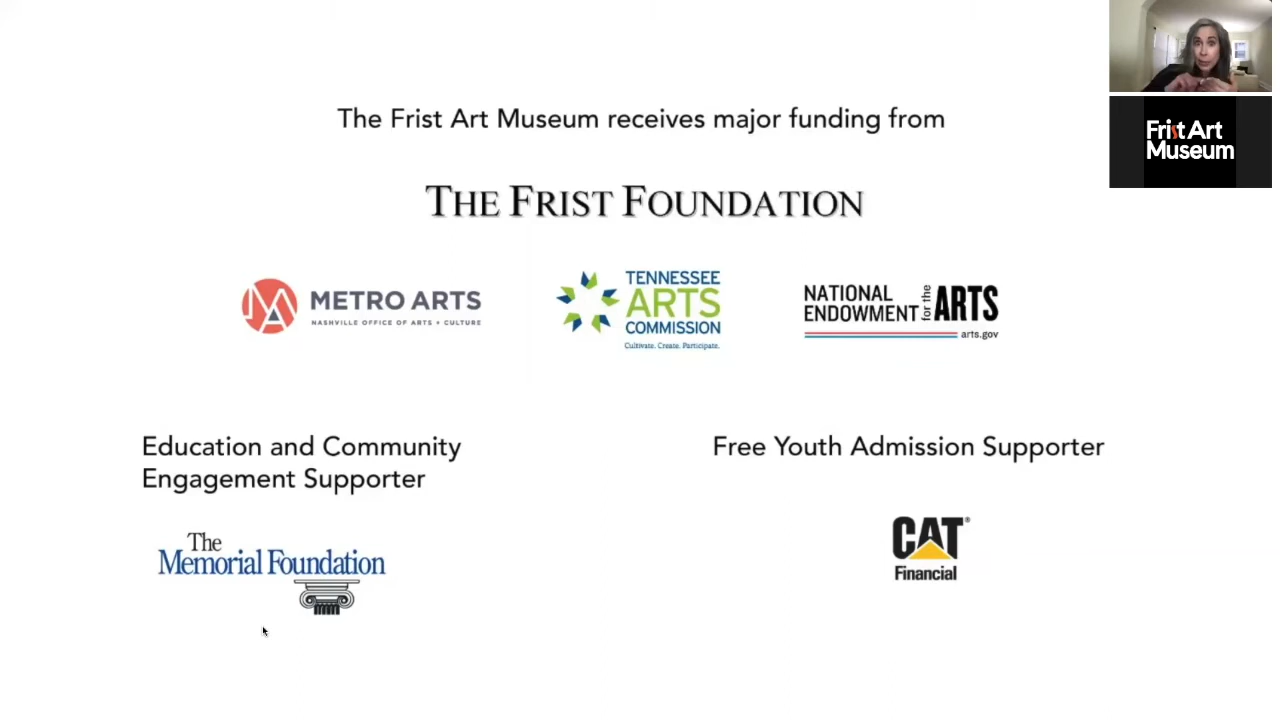 The Frist Art Museum receives major funding from
THE FRIST FOUNDATION
METRO ARTS
NASHVILLE OFFICE OF ARTS + CULTURE
TENNESSEE
ARTS
COMMISSION
Cultivate. Create. Participate.
NATIONAL
ENDOWMENT
for the
ARTS
arts.gov
Education and Community
Engagement Supporter
The
Memorial Foundation
Free Youth Admission Supporter
CAT®
Financial
Frist Art
Museum